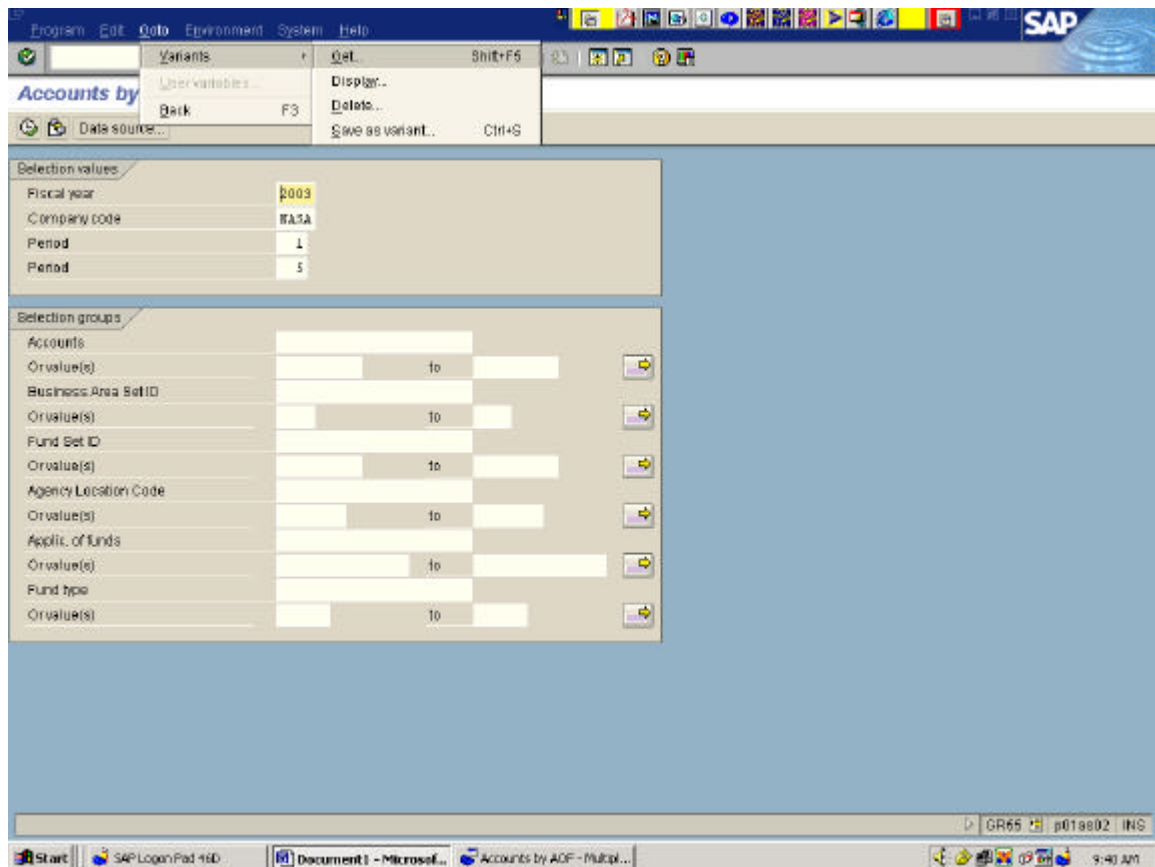 Program Edit Goto Environment System Help
SAP
Variants Get... Shift+F5
User variables... Display...
Back F3 Delete...
Save as variant... Ctrl+S
Accounts by
Data source...
Selection values
Fiscal year 2003
Company code NASA
Period 1
Period 5
Selection groups
Accounts
Or value(s) to
Business Area Set ID
Or value(s) to
Fund Set ID
Or value(s) to
Agency Location Code
Or value(s) to
Applic. of funds
Or value(s) to
Fund type
Or value(s) to
GR55 p01as02 INS
Start SAP Logon Pad 46D Document1 - Microsof... Accounts by AOF - Multipl... 9:40 AM